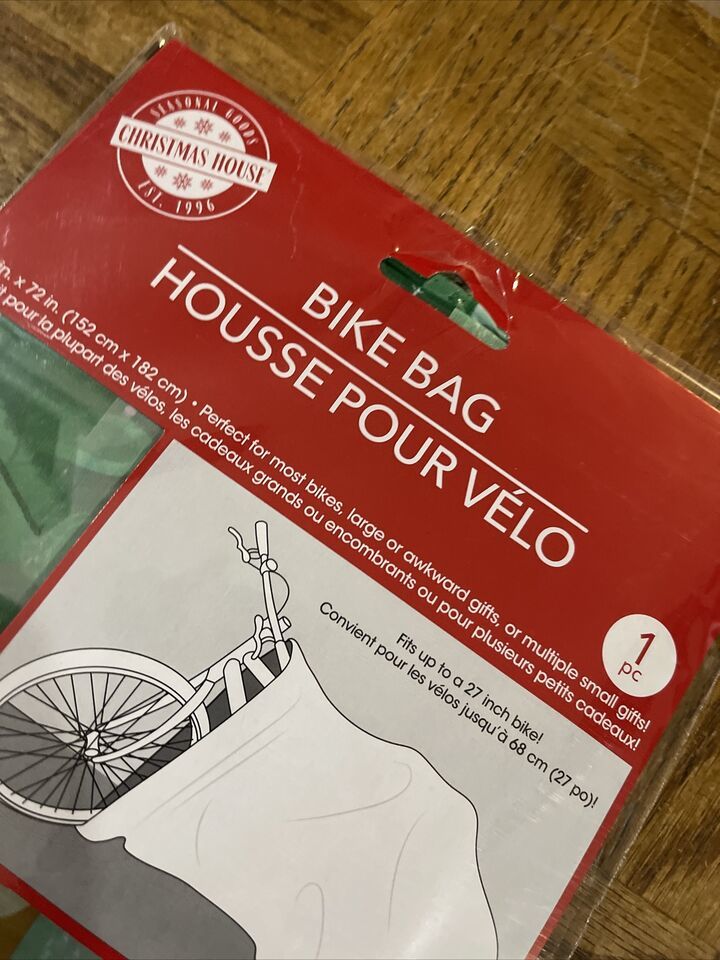 SEASONAL GOODS
CHRISTMAS HOUSE
EST. 1996
BIKE BAG
HOUSSE POUR VÉLO
in. x 72 in. (152 cm x 182 cm) • Perfect for most bikes, large or awkward gifts, or multiple small gifts!
pour la plupart des vélos, les cadeaux grands ou encombrants ou pour plusieurs petits cadeaux!
1
pc
Fits up to a 27 inch bike!
Convient pour les vélos jusqu'à 68 cm (27 po)!